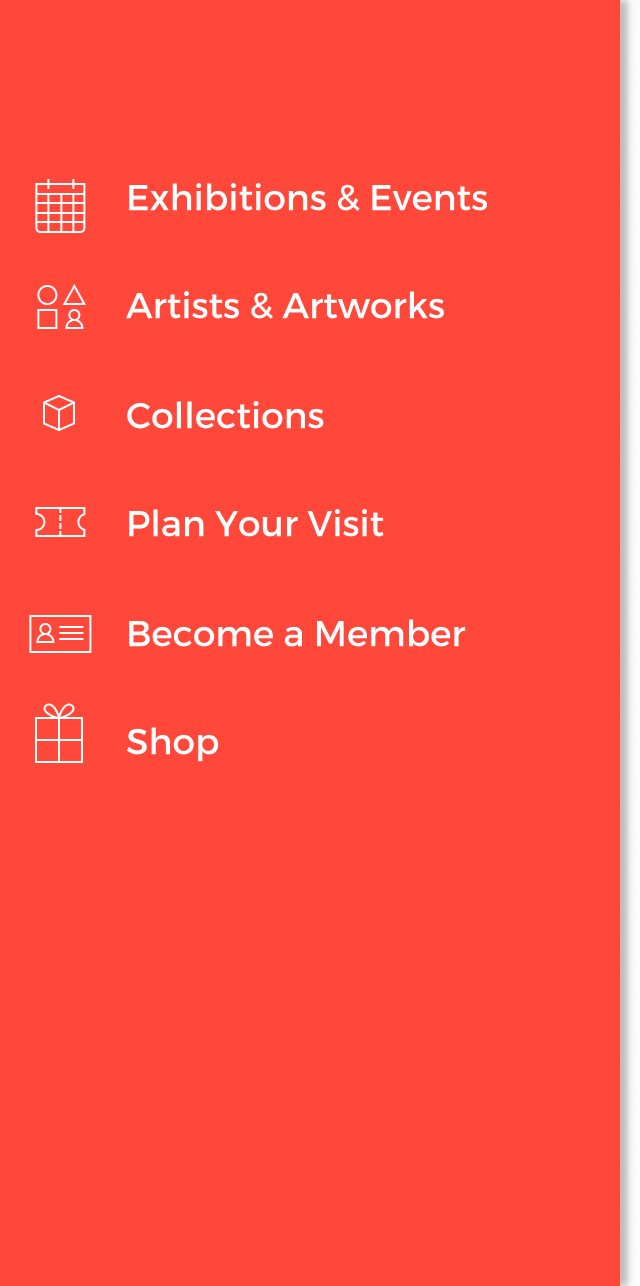 Exhibitions & Events
Artists & Artworks
Collections
Plan Your Visit
Become a Member
Shop